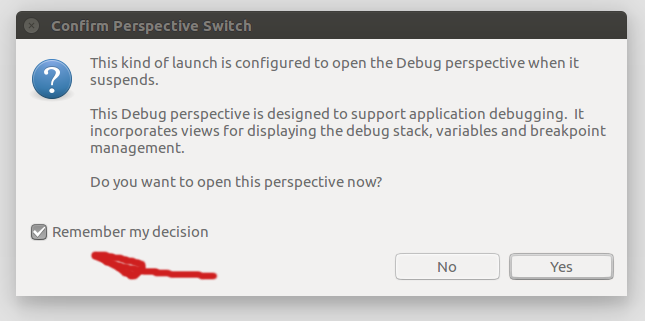 Confirm Perspective Switch
This kind of launch is configured to open the Debug perspective when it
suspends.
This Debug perspective is designed to support application debugging.  It
incorporates views for displaying the debug stack, variables and breakpoint
management.
Do you want to open this perspective now?
Remember my decision
No
Yes